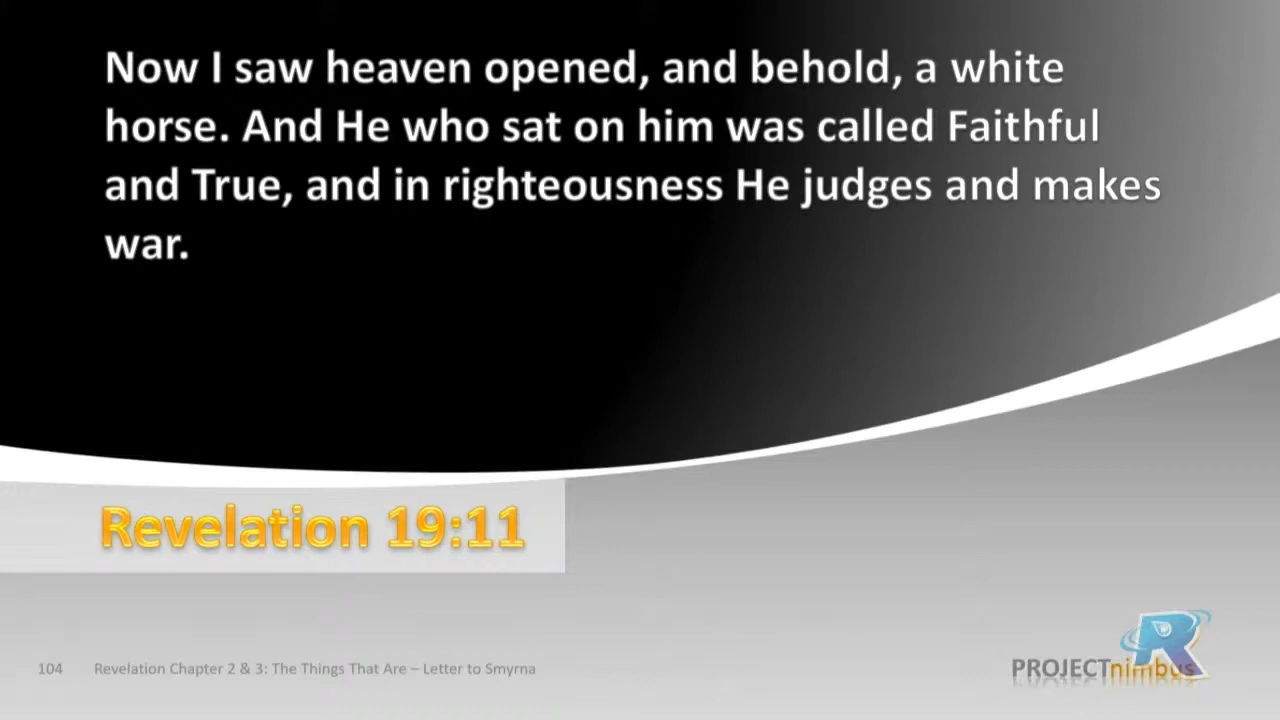 Now I saw heaven opened, and behold, a white
horse. And He who sat on him was called Faithful
and True, and in righteousness He judges and makes
war.
Revelation 19:11
104 Revelation Chapter 2 & 3: The Things That Are – Letter to Smyrna
R
PROJECTnimbus